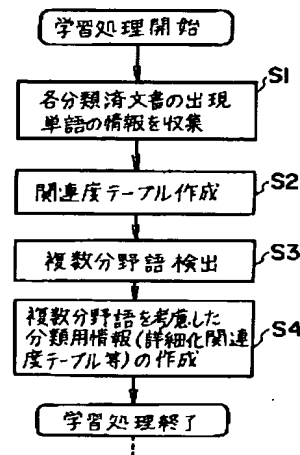 学習処理開始
S1
各分類済文書の出現
単語の情報を収集
S2
関連度テーブル作成
S3
複数分野語検出
S4
複数分野語を考慮した
分類用情報(詳細化関連
度テーブル等)の作成
学習処理終了